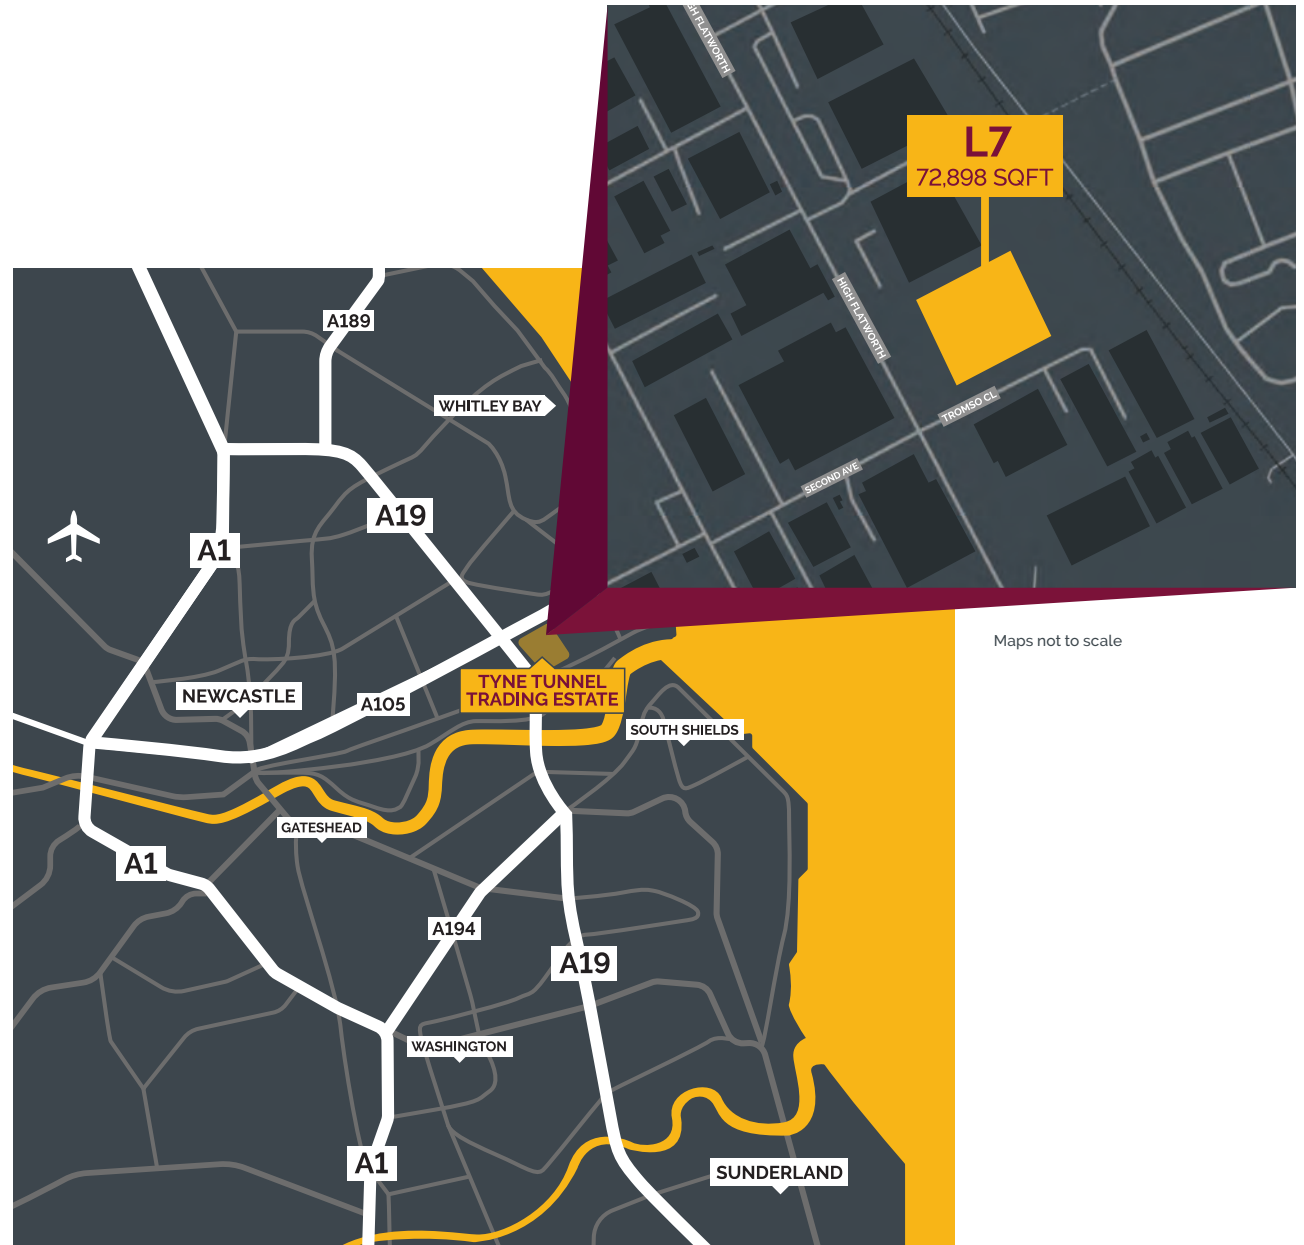 GH FLATWORTH
L7
72,898 SQFT
HIGH FLATWORTH
TROMSO CL
SECOND AVE
A189
WHITLEY BAY
A19
A1
TYNE TUNNEL
TRADING ESTATE
Maps not to scale
NEWCASTLE
A105
SOUTH SHIELDS
GATESHEAD
A1
A194
A19
WASHINGTON
A1
SUNDERLAND